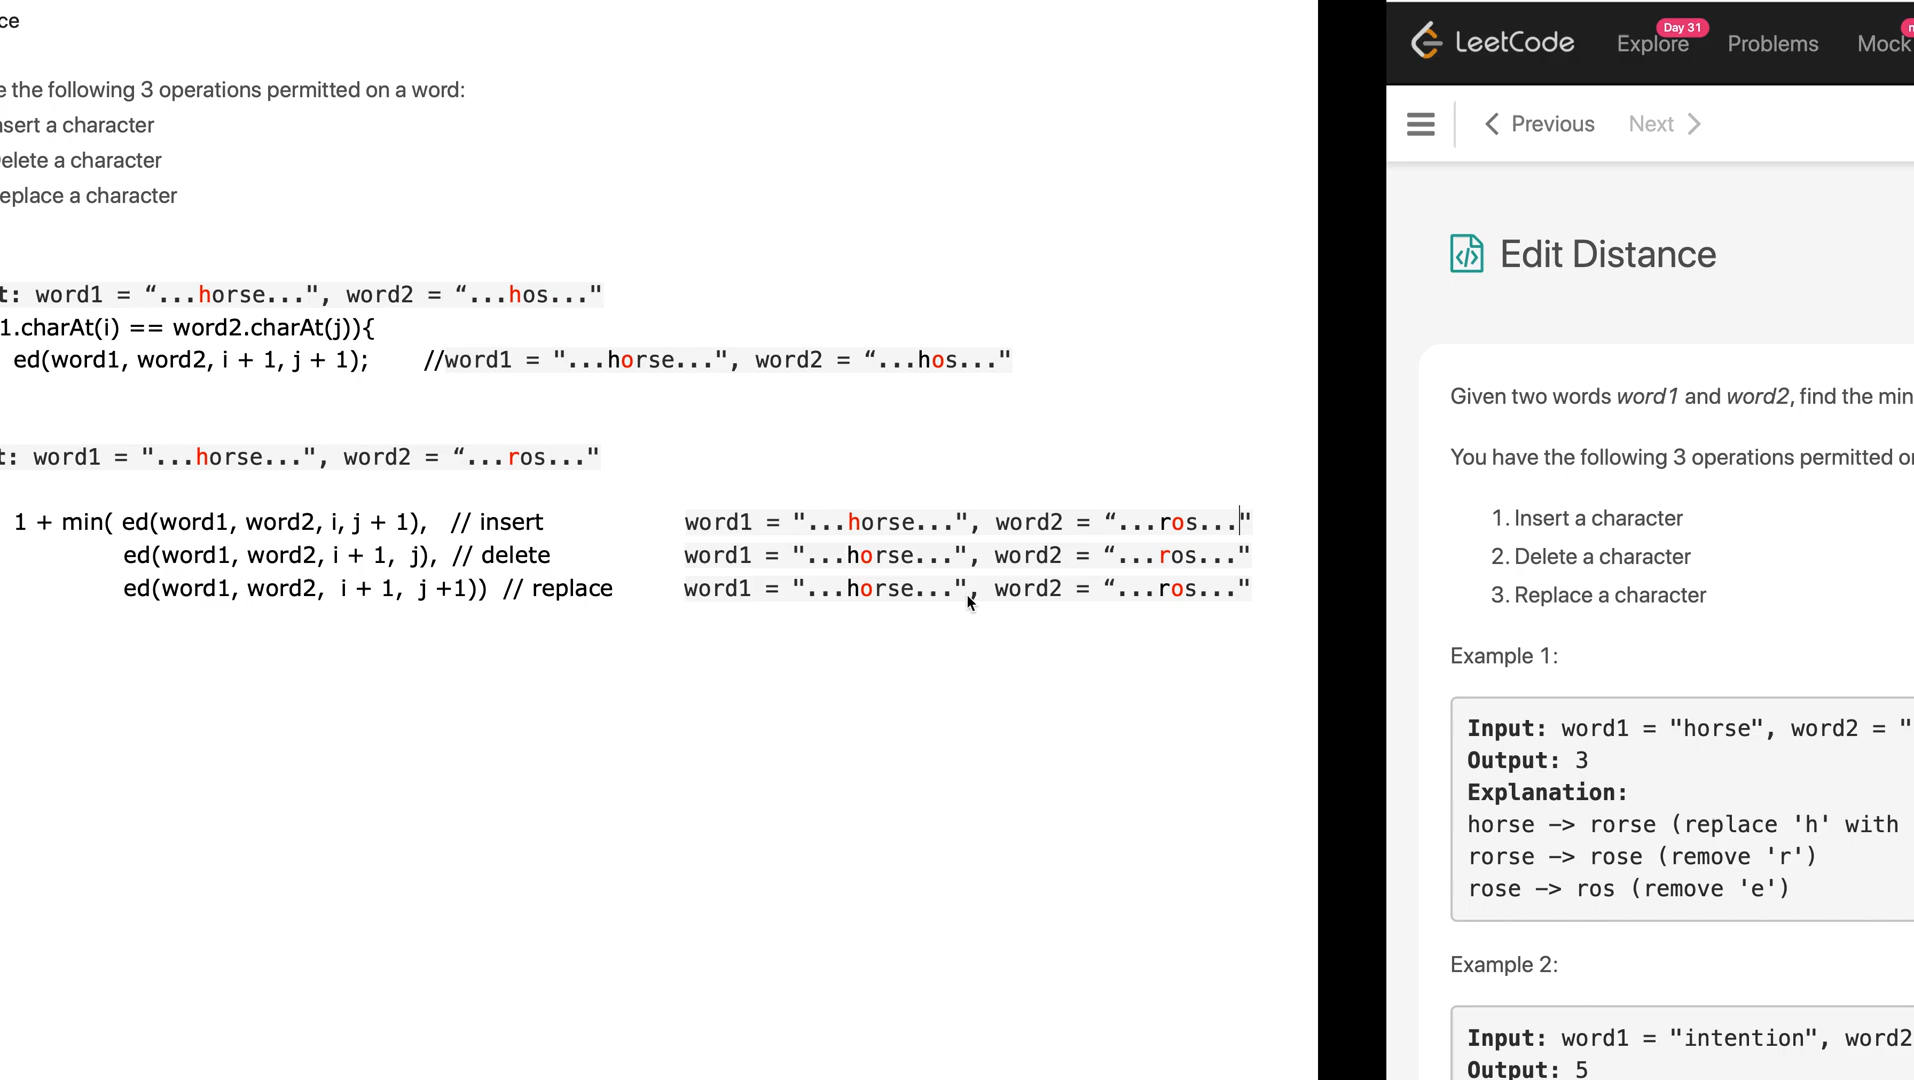 ce
e the following 3 operations permitted on a word:
nsert a character
elete a character
eplace a character
t: word1 = “...horse...", word2 = “...hos..."
1.charAt(i) == word2.charAt(j)){
ed(word1, word2, i + 1, j + 1); //word1 = "...horse...", word2 = “...hos..."
t: word1 = "...horse...", word2 = “...ros..."
1 + min( ed(word1, word2, i, j + 1), // insert word1 = "...horse...", word2 = “...ros..."
ed(word1, word2, i + 1, j), // delete word1 = "...horse...", word2 = “...ros..."
ed(word1, word2, i + 1, j +1)) // replace word1 = "...horse...", word2 = “...ros..."
LeetCode Explore Day 31 Problems Mock n
Previous Next
Edit Distance
Given two words word1 and word2, find the min
You have the following 3 operations permitted on
1. Insert a character
2. Delete a character
3. Replace a character
Example 1:
Input: word1 = "horse", word2 = "
Output: 3
Explanation:
horse -> rorse (replace 'h' with
rorse -> rose (remove 'r')
rose -> ros (remove 'e')
Example 2:
Input: word1 = "intention", word2
Output: 5